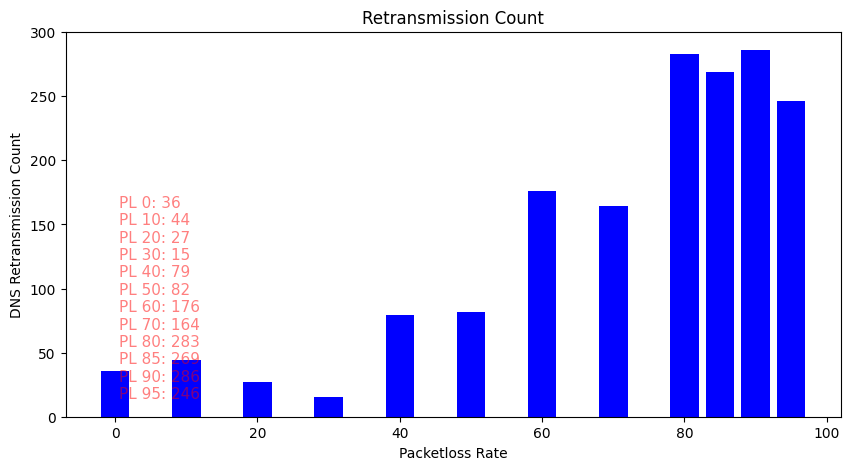 Retransmission Count
300
250
200
150
100
50
0
DNS Retransmission Count
PL 0: 36
PL 10: 44
PL 20: 27
PL 30: 15
PL 40: 79
PL 50: 82
PL 60: 176
PL 70: 164
PL 80: 283
PL 85: 269
PL 90: 286
PL 95: 246
0 20 40 60 80 100
Packetloss Rate